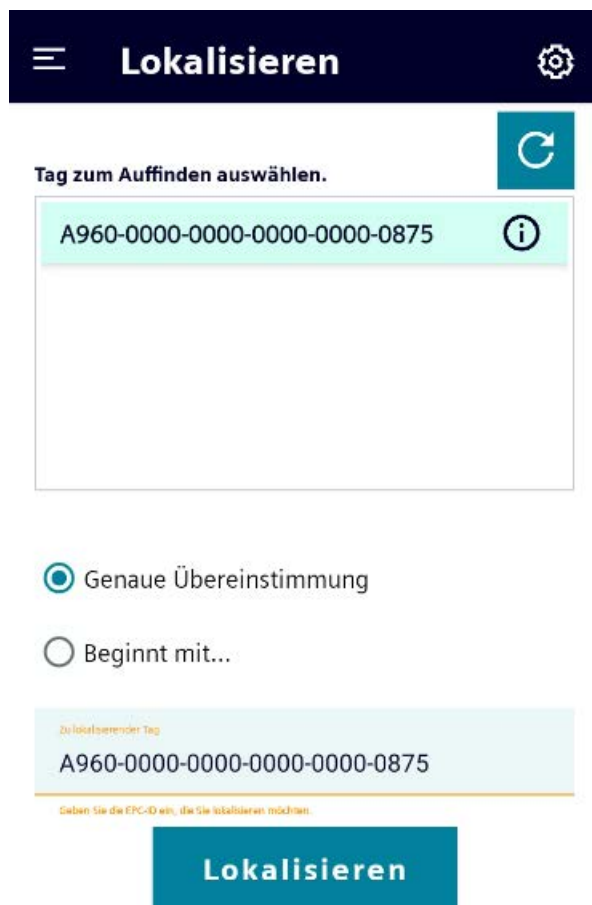 Lokalisieren
Tag zum Auffinden auswählen.
A960-0000-0000-0000-0000-0875
Genaue Übereinstimmung
Beginnt mit...
Zu lokalisierender Tag
A960-0000-0000-0000-0000-0875
Geben Sie die EPC-ID ein, die Sie lokalisieren möchten.
Lokalisieren